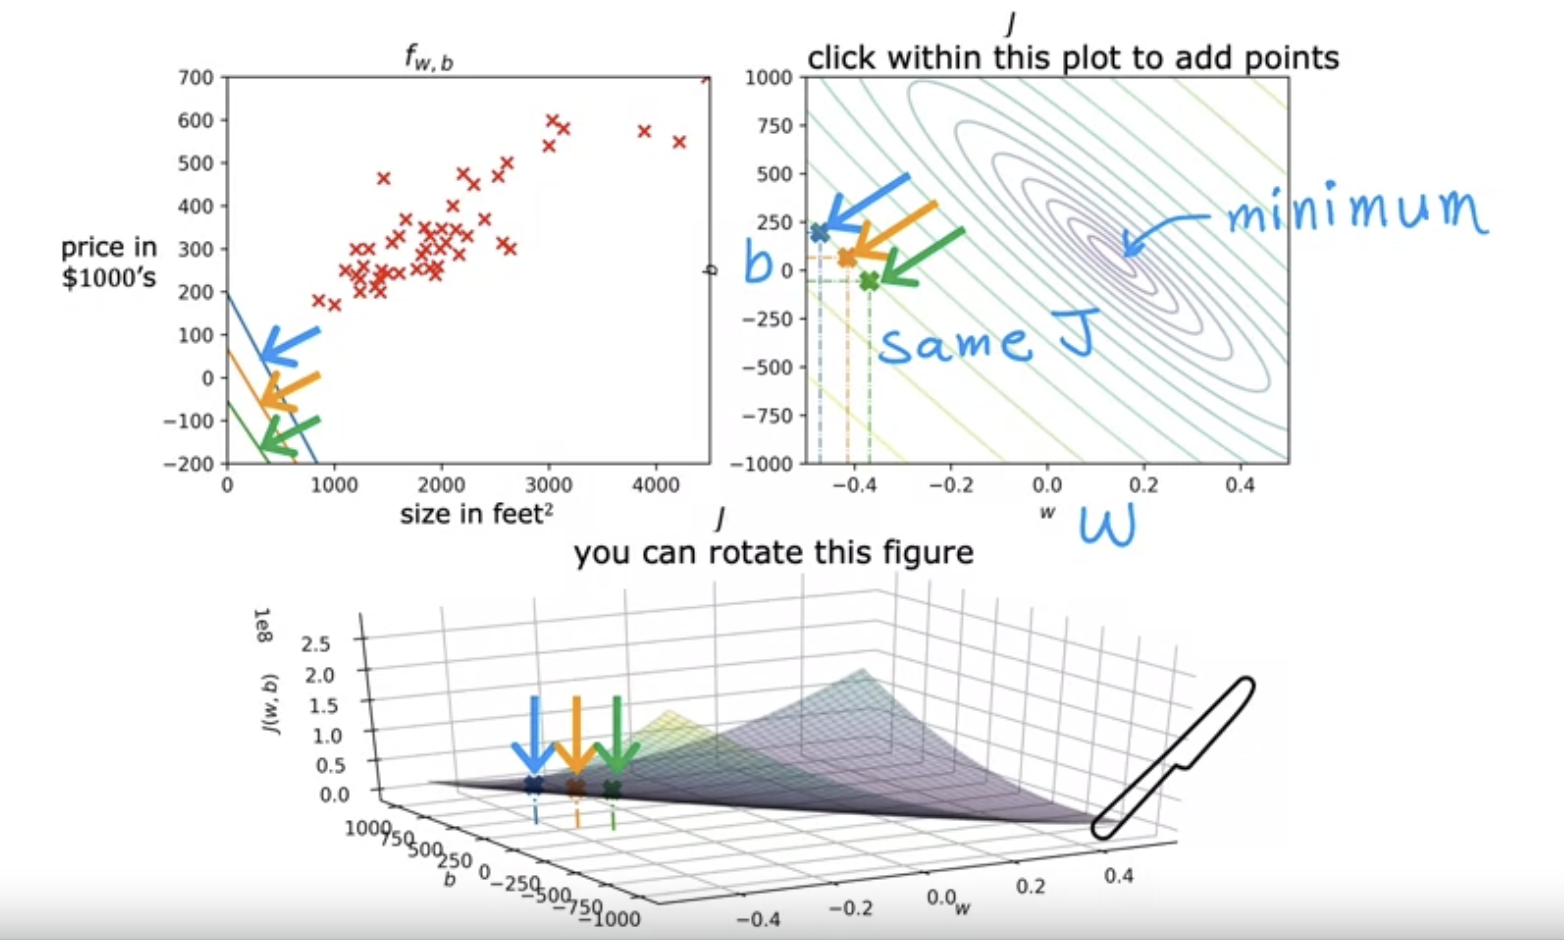 J
f w, b
click within this plot to add points
700
600
500
400
300
200
100
0
−100
−200
price in
$1000's
0 1000 2000 3000 4000
size in feet²
1000
750
500
250
0
−250
−500
−750
−1000
b
b
minimum
same J
−0.4 −0.2 0.0 0.2 0.4
w
W
J
you can rotate this figure
1e8
J(w, b)
2.5
2.0
1.5
1.0
0.5
0.0
1000
750
500
250
0
−250
−500
−750
−1000
b
−0.4 −0.2 0.0 0.2 0.4
w